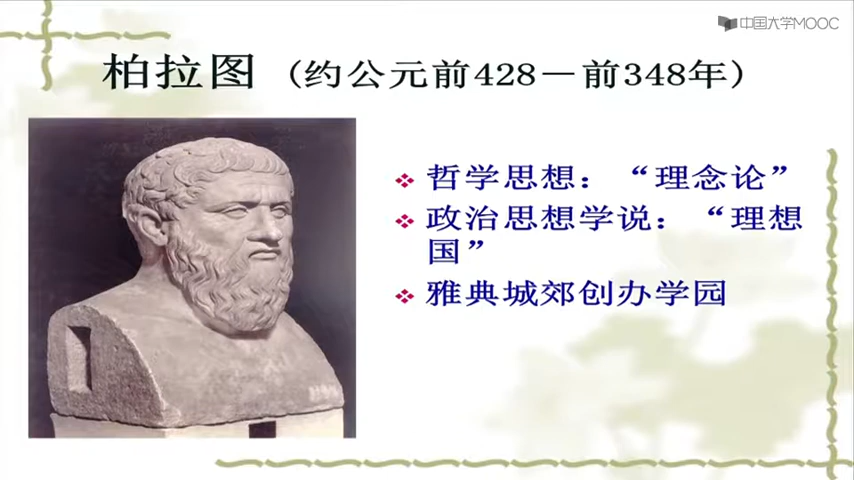 中国大学MOOC
柏拉图（约公元前428－前348年）
哲学思想：“理念论”
政治思想学说：“理想
国”
雅典城郊创办学园